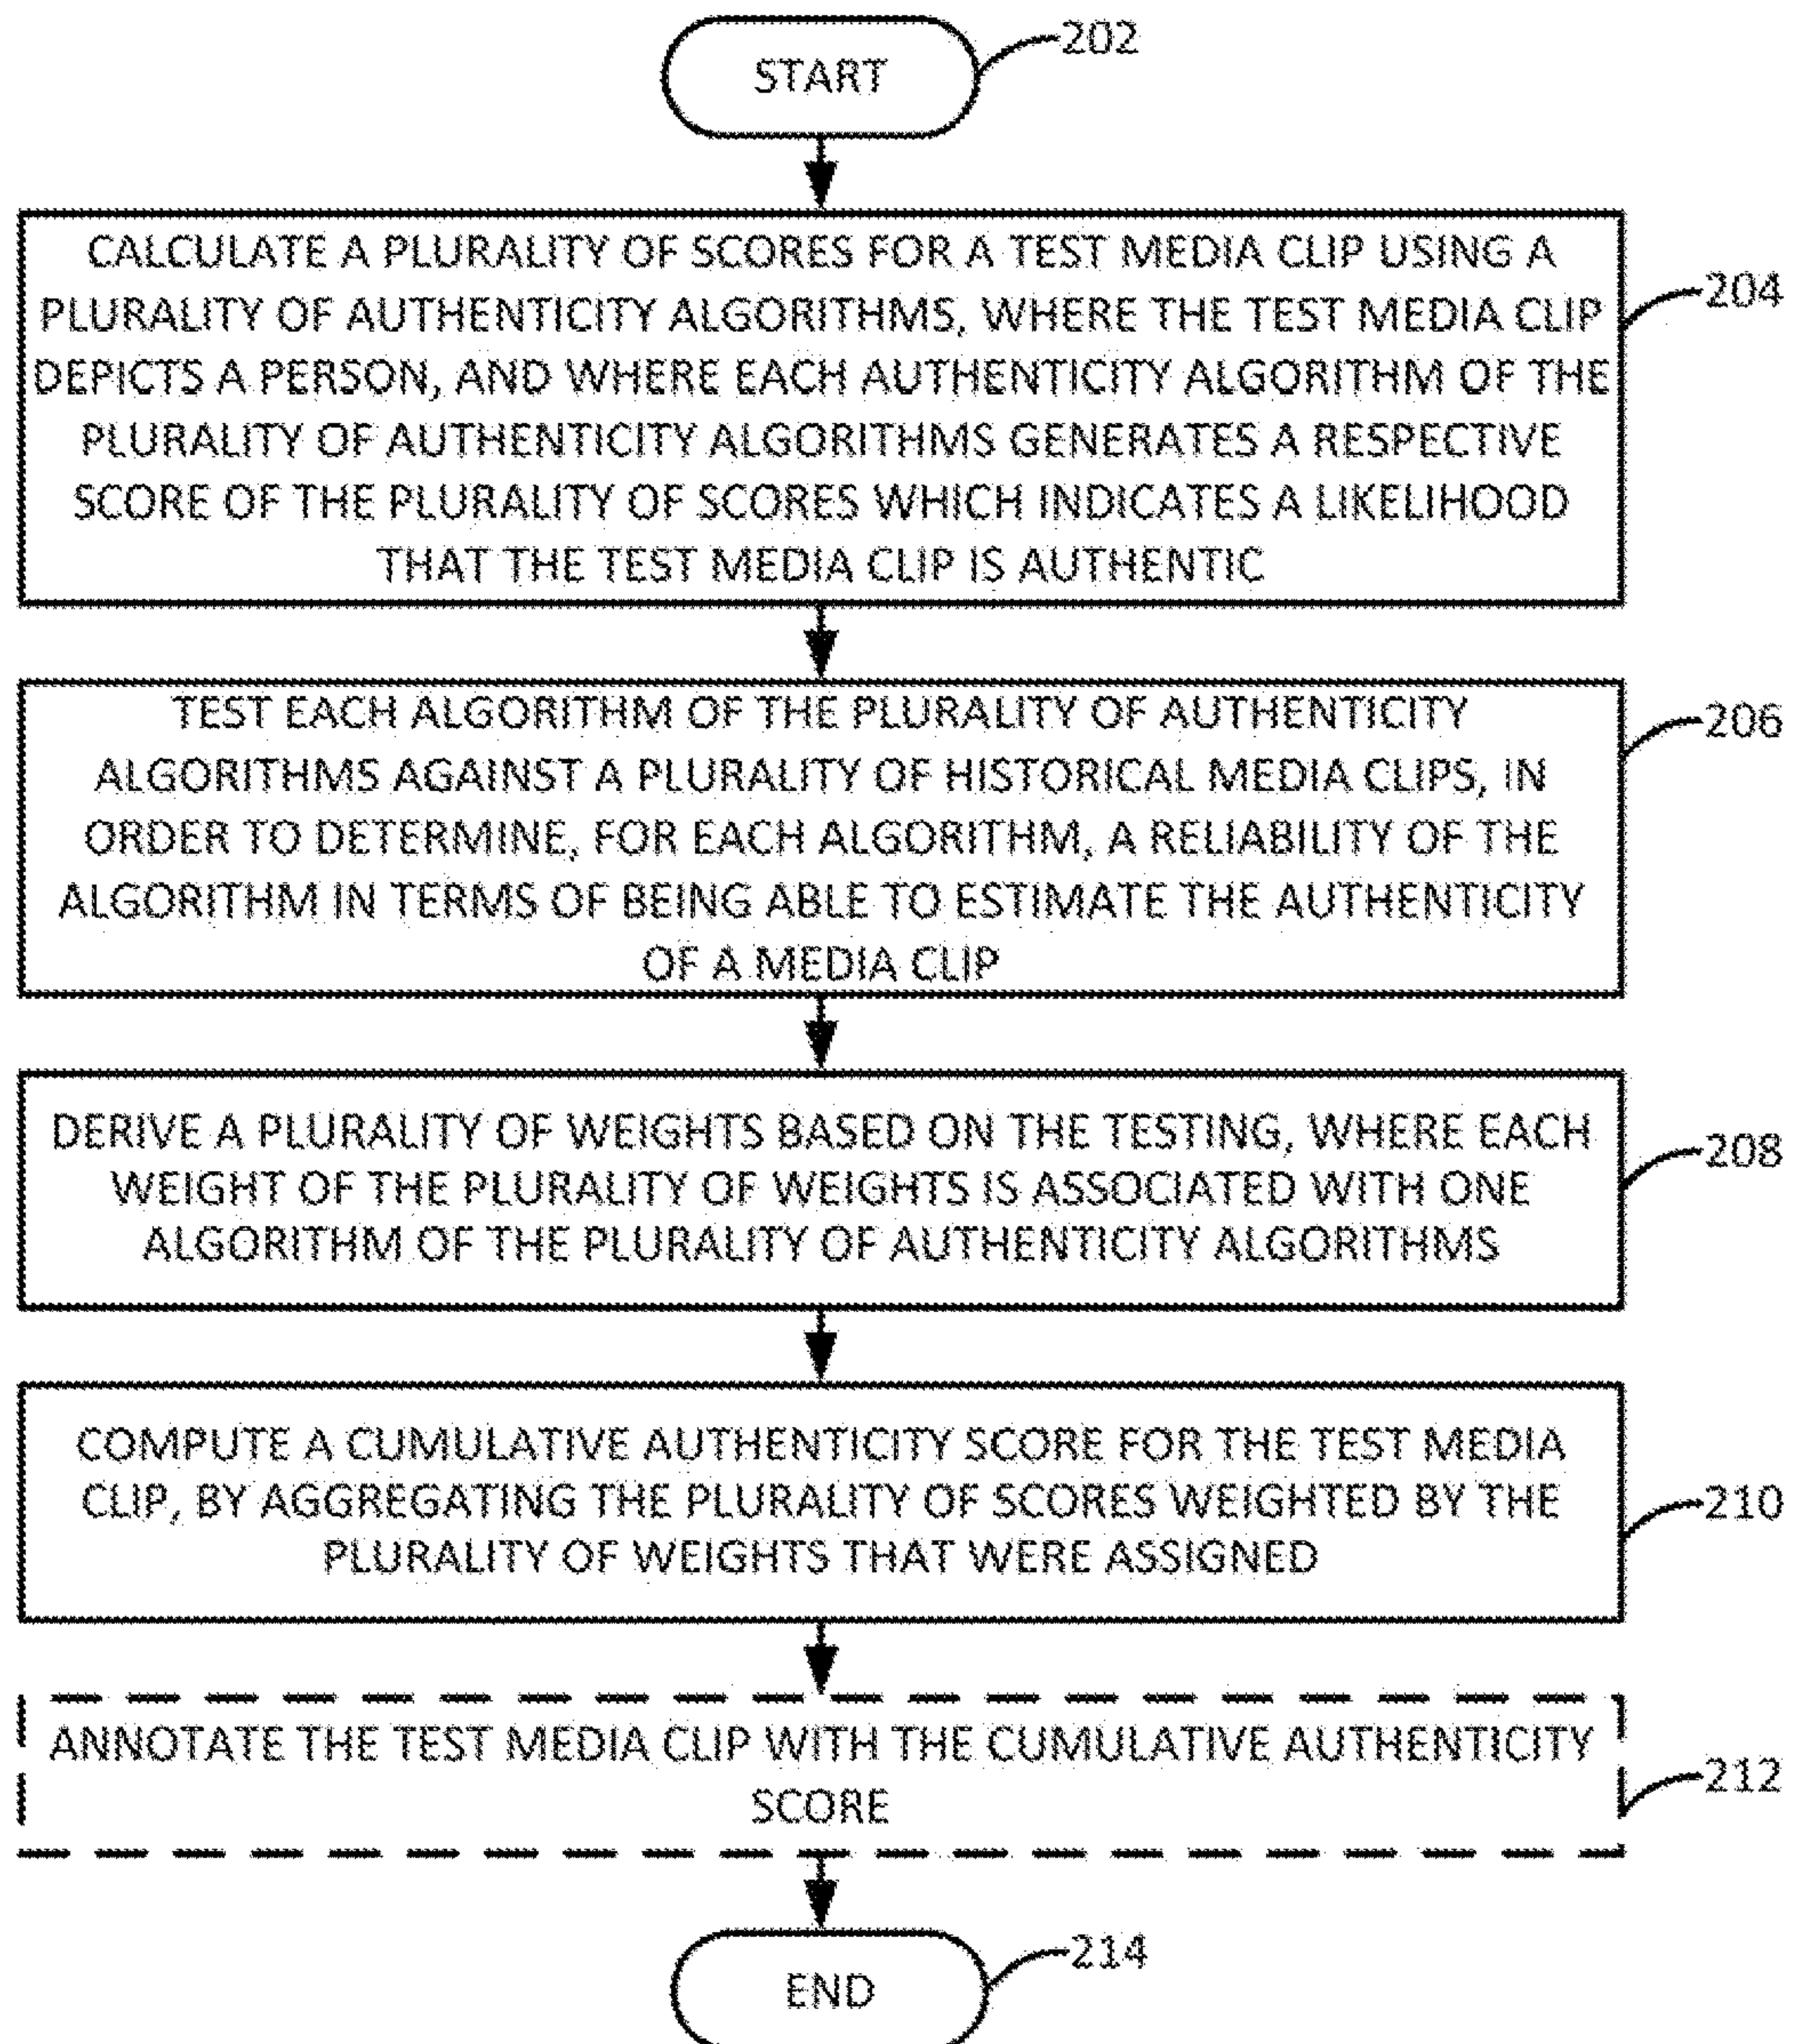 START
202
CALCULATE A PLURALITY OF SCORES FOR A TEST MEDIA CLIP USING A
PLURALITY OF AUTHENTICITY ALGORITHMS, WHERE THE TEST MEDIA CLIP
DEPICTS A PERSON, AND WHERE EACH AUTHENTICITY ALGORITHM OF THE
PLURALITY OF AUTHENTICITY ALGORITHMS GENERATES A RESPECTIVE
SCORE OF THE PLURALITY OF SCORES WHICH INDICATES A LIKELIHOOD
THAT THE TEST MEDIA CLIP IS AUTHENTIC
204
TEST EACH ALGORITHM OF THE PLURALITY OF AUTHENTICITY
ALGORITHMS AGAINST A PLURALITY OF HISTORICAL MEDIA CLIPS, IN
ORDER TO DETERMINE, FOR EACH ALGORITHM, A RELIABILITY OF THE
ALGORITHM IN TERMS OF BEING ABLE TO ESTIMATE THE AUTHENTICITY
OF A MEDIA CLIP
206
DERIVE A PLURALITY OF WEIGHTS BASED ON THE TESTING, WHERE EACH
WEIGHT OF THE PLURALITY OF WEIGHTS IS ASSOCIATED WITH ONE
ALGORITHM OF THE PLURALITY OF AUTHENTICITY ALGORITHMS
208
COMPUTE A CUMULATIVE AUTHENTICITY SCORE FOR THE TEST MEDIA
CLIP, BY AGGREGATING THE PLURALITY OF SCORES WEIGHTED BY THE
PLURALITY OF WEIGHTS THAT WERE ASSIGNED
210
ANNOTATE THE TEST MEDIA CLIP WITH THE CUMULATIVE AUTHENTICITY
SCORE
212
END
214